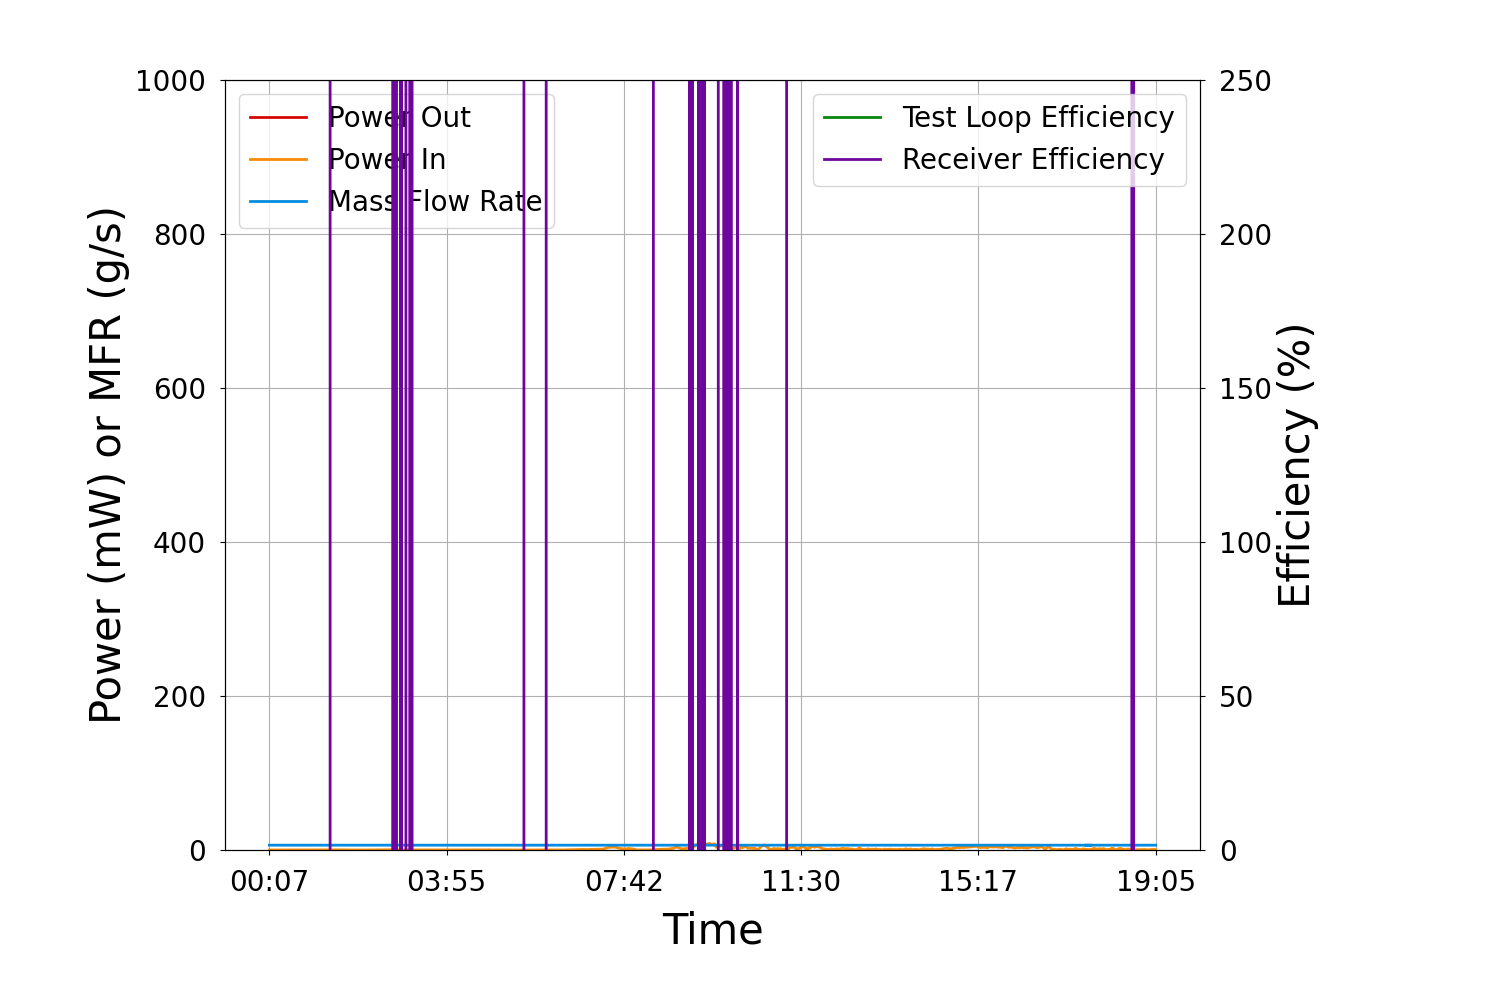 1000
800
600
400
200
0
Power (mW) or MFR (g/s)
Power Out
Power In
Mass Flow Rate
Test Loop Efficiency
Receiver Efficiency
250
200
150
100
50
0
Efficiency (%)
00:07 03:55 07:42 11:30 15:17 19:05
Time